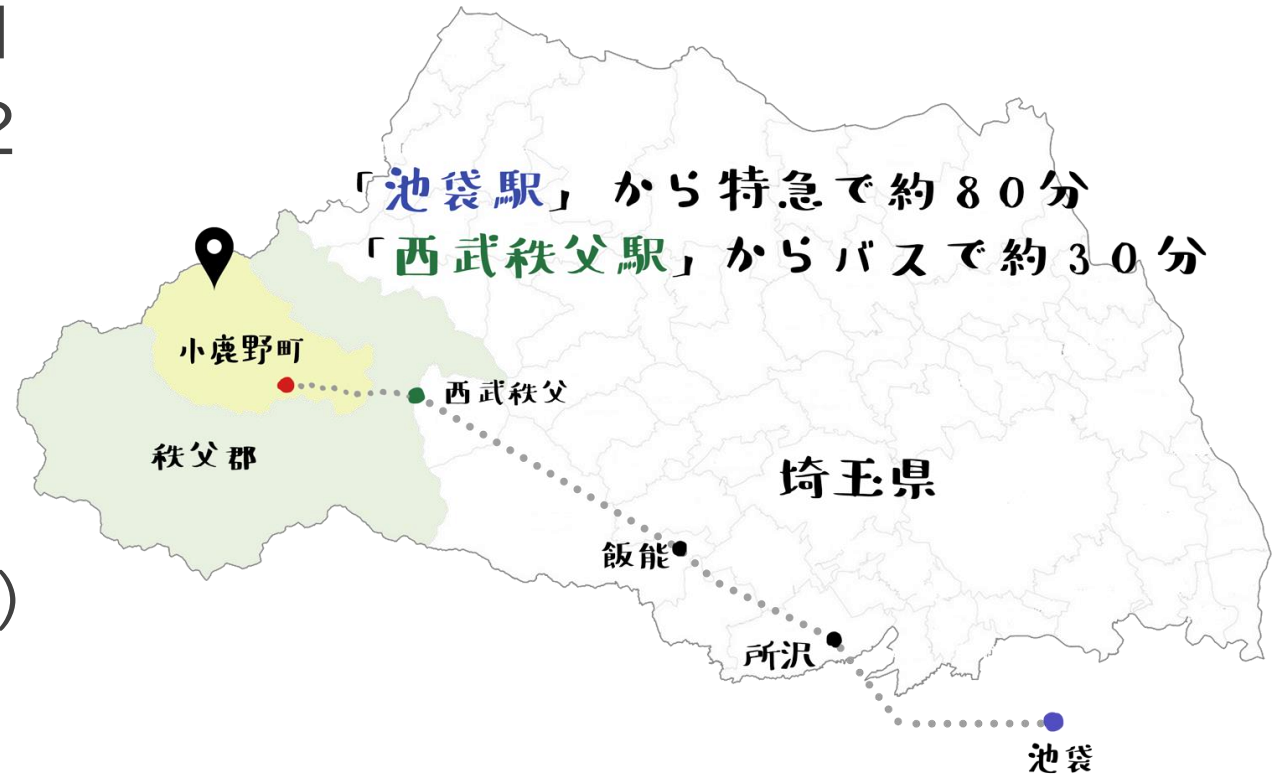 2
「池袋駅」から特急で約80分
「西武秩父駅」からバスで約30分
小鹿野町
西武秩父
秩父郡
埼玉県
飯能
)
所沢
池袋